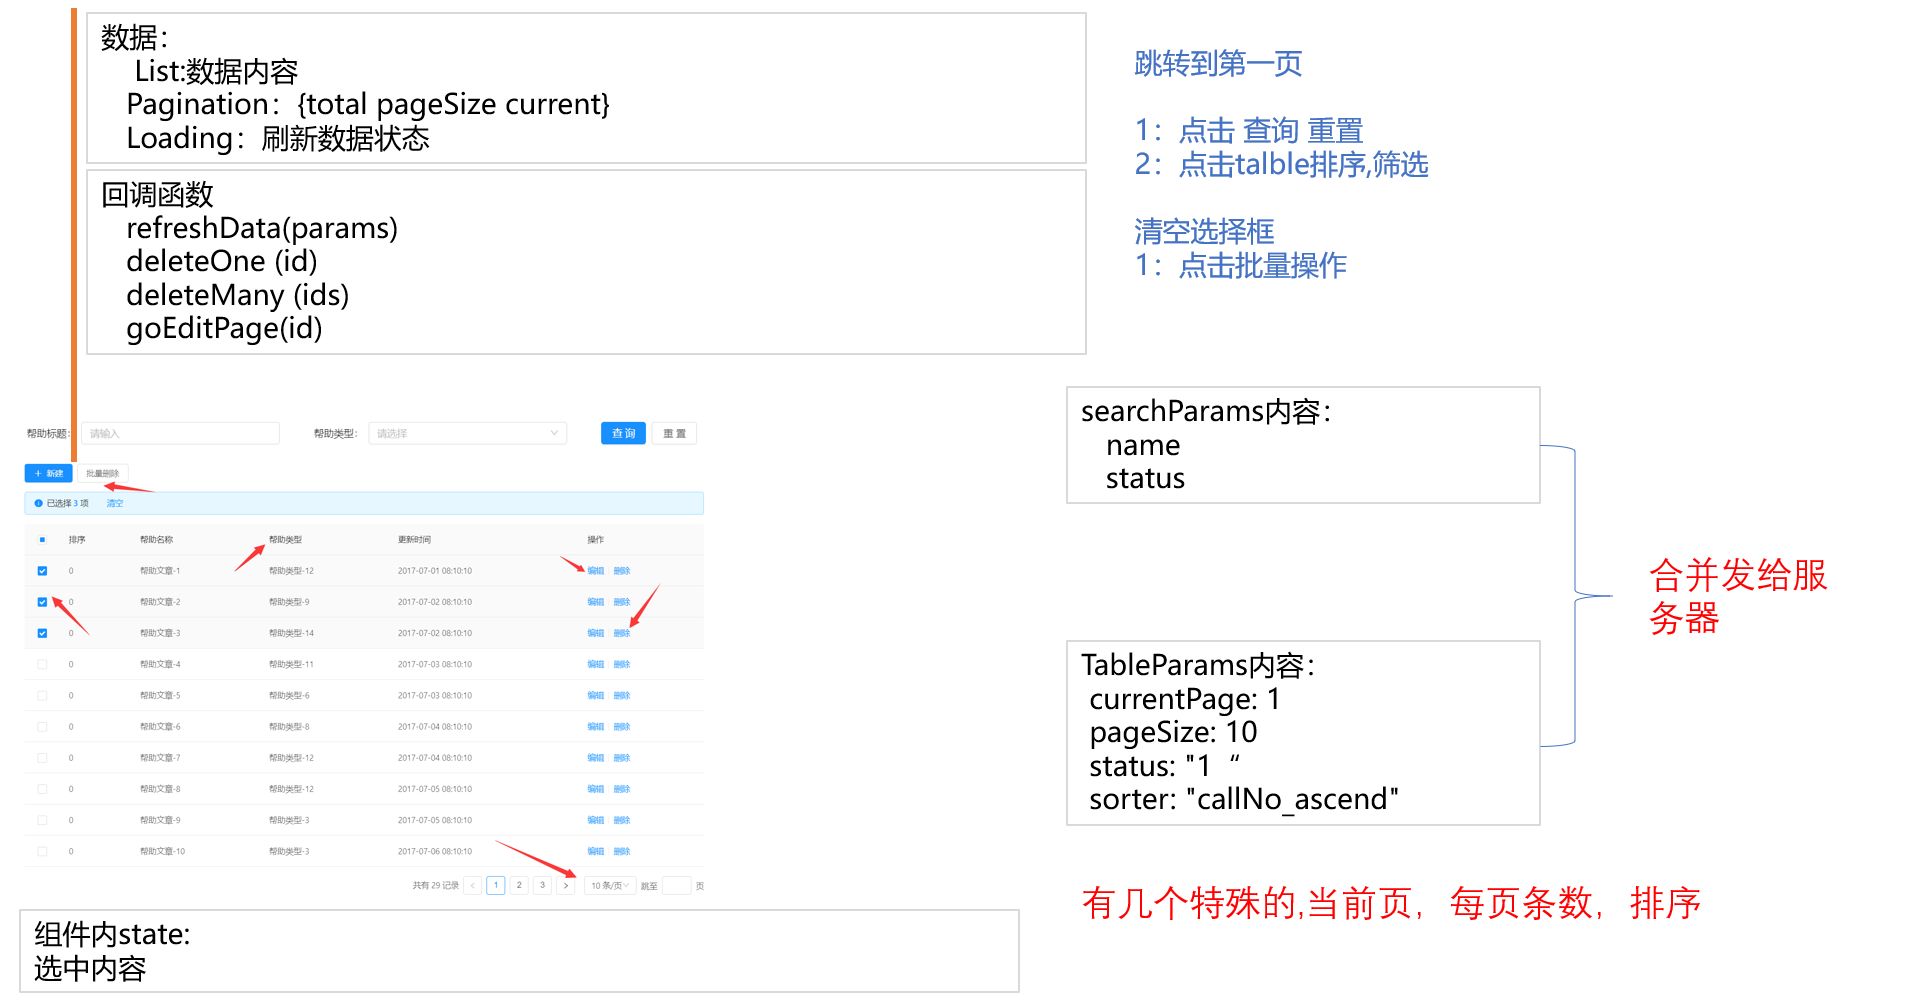 数据：
List:数据内容
Pagination：{total pageSize current}
Loading：刷新数据状态
回调函数
refreshData(params)
deleteOne (id)
deleteMany (ids)
goEditPage(id)
跳转到第一页
1：点击 查询 重置
2：点击talble排序,筛选
清空选择框
1：点击批量操作
帮助标题： 请输入 帮助类型： 请选择 查 询 重 置
+ 新建 批量删除
已选择 3 项 清空
排序 帮助名称 帮助类型 更新时间 操作
0 帮助文章-1 帮助类型-12 2017-07-01 08:10:10 编辑 删除
0 帮助文章-2 帮助类型-9 2017-07-02 08:10:10 编辑 删除
0 帮助文章-3 帮助类型-14 2017-07-02 08:10:10 编辑 删除
0 帮助文章-4 帮助类型-11 2017-07-03 08:10:10 编辑 删除
0 帮助文章-5 帮助类型-6 2017-07-03 08:10:10 编辑 删除
0 帮助文章-6 帮助类型-8 2017-07-04 08:10:10 编辑 删除
0 帮助文章-7 帮助类型-12 2017-07-04 08:10:10 编辑 删除
0 帮助文章-8 帮助类型-12 2017-07-05 08:10:10 编辑 删除
0 帮助文章-9 帮助类型-3 2017-07-05 08:10:10 编辑 删除
0 帮助文章-10 帮助类型-3 2017-07-06 08:10:10 编辑 删除
共有 29 记录 < 1 2 3 > 10 条/页 跳至 页
组件内state:
选中内容
searchParams内容：
name
status
TableParams内容：
currentPage: 1
pageSize: 10
status: "1 “
sorter: "callNo_ascend"
合并发给服
务器
有几个特殊的,当前页，每页条数，排序